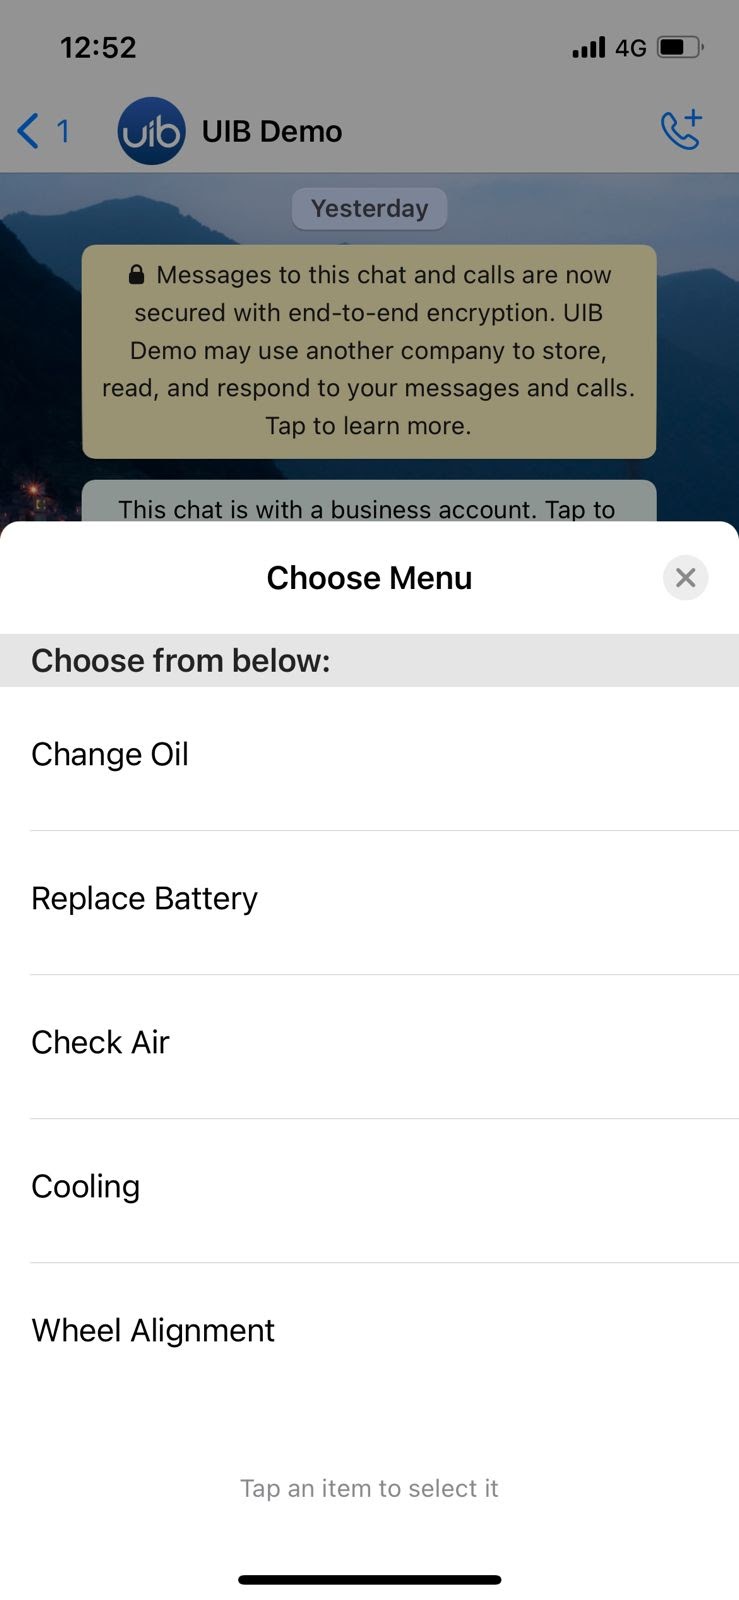 12:52
4G
1
uib
UIB Demo
Yesterday
Messages to this chat and calls are now
secured with end-to-end encryption. UIB
Demo may use another company to store,
read, and respond to your messages and calls.
Tap to learn more.
This chat is with a business account. Tap to
Choose Menu
Choose from below:
Change Oil
Replace Battery
Check Air
Cooling
Wheel Alignment
Tap an item to select it